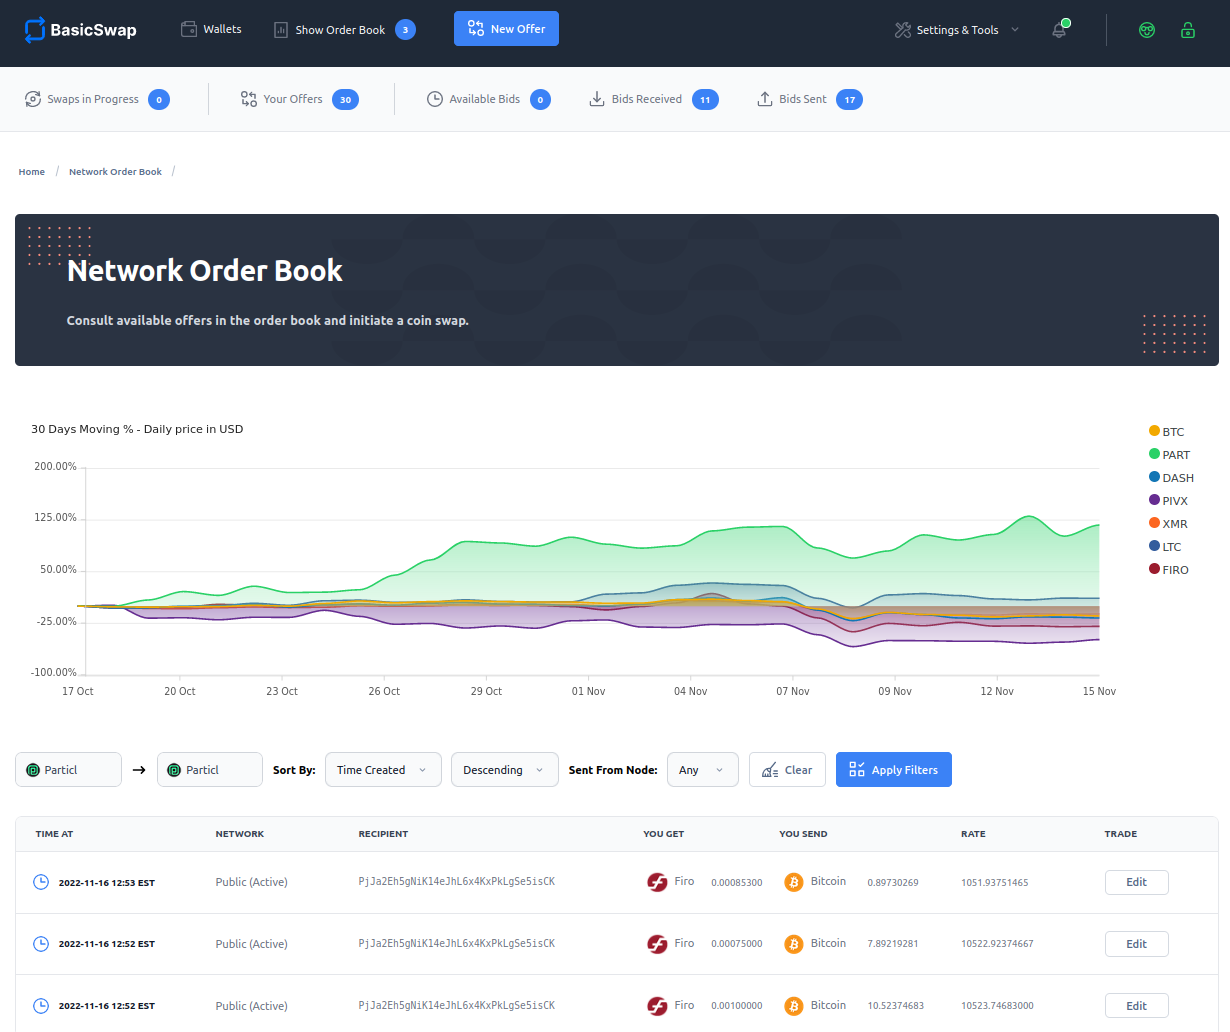 BasicSwap Wallets Show Order Book 3 New Offer Settings & Tools
Swaps in Progress 0 Your Offers 30 Available Bids 0 Bids Received 11 Bids Sent 17
Home / Network Order Book /
Network Order Book
Consult available offers in the order book and initiate a coin swap.
30 Days Moving % - Daily price in USD
200.00%
125.00%
50.00%
-25.00%
-100.00%
17 Oct 20 Oct 23 Oct 26 Oct 29 Oct 01 Nov 04 Nov 07 Nov 09 Nov 12 Nov 15 Nov
BTC
PART
DASH
PIVX
XMR
LTC
FIRO
Particl Particl Sort By: Time Created Descending Sent From Node: Any Clear Apply Filters
TIME AT NETWORK RECIPIENT YOU GET YOU SEND RATE TRADE
2022-11-16 12:53 EST Public (Active) PjJa2Eh5gNiK14eJhL6x4KxPkLgSe5isCK Firo 0.00085300 Bitcoin 0.89730269 1051.93751465 Edit
2022-11-16 12:52 EST Public (Active) PjJa2Eh5gNiK14eJhL6x4KxPkLgSe5isCK Firo 0.00075000 Bitcoin 7.89219281 10522.92374667 Edit
2022-11-16 12:52 EST Public (Active) PjJa2Eh5gNiK14eJhL6x4KxPkLgSe5isCK Firo 0.00100000 Bitcoin 10.52374683 10523.74683000 Edit